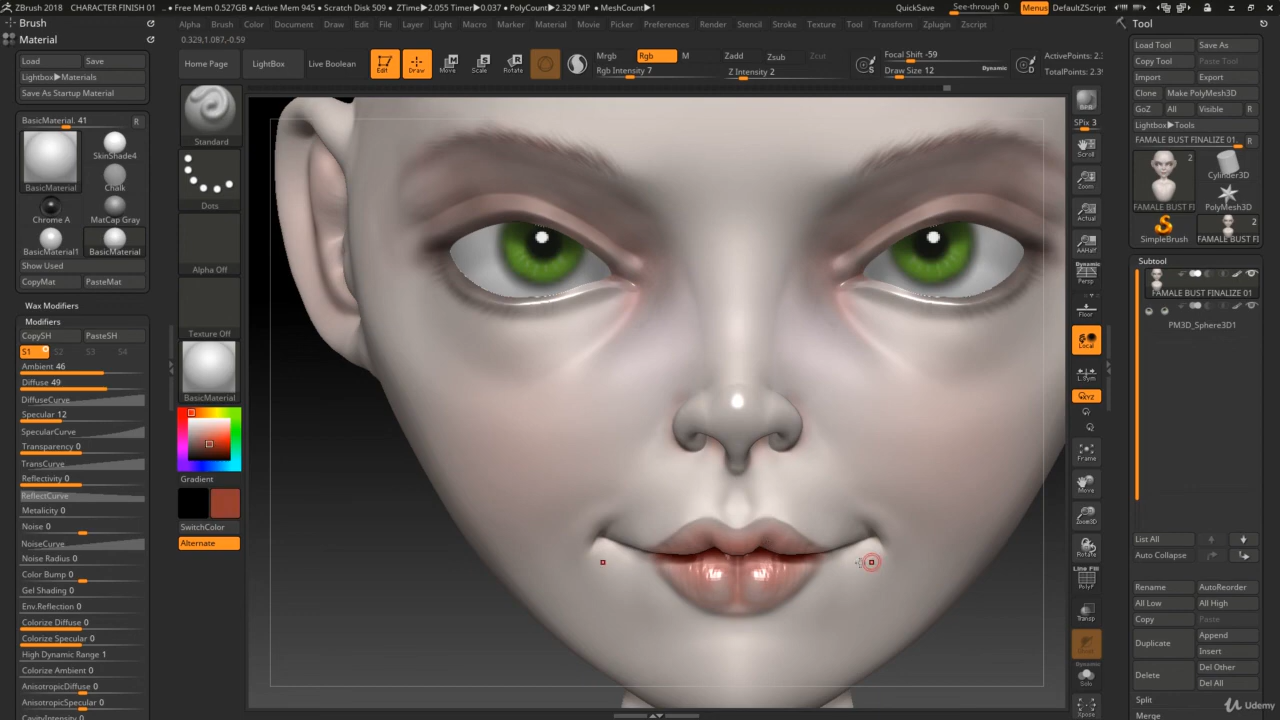 ZBrush 2018 CHARACTER FINISH 01 .. • Free Mem 0.527GB • Active Mem 945 • Scratch Disk 509 • ZTime▶2.055 Timer▶0.037 • PolyCount▶2.329 MP • MeshCount▶1 QuickSave See-through 0 Menus DefaultZScript
Brush
Alpha Brush Color Document Draw Edit File Layer Light Macro Marker Material Movie Picker Preferences Render Stencil Stroke Texture Tool Transform Zplugin Zscript
Tool
Material
0.329,1.087,-0.59
Load Save
Lightbox▶Materials
Save As Startup Material
Home Page LightBox Live Boolean
Edit Draw Move Scale Rotate
Mrgb Rgb M
Rgb Intensity 7
Zadd Zsub Zcut
Z Intensity 2
Focal Shift -59
Draw Size 12 Dynamic
S
D
ActivePoints: 2.
TotalPoints: 2.3
Load Tool Save As
Copy Tool Paste Tool
Import Export
Clone Make PolyMesh3D
GoZ All Visible R
Lightbox▶Tools
FAMALE BUST FINALIZE 01. R
BasicMaterial. 41 R
BasicMaterial
SkinShade4
Chalk
Chrome A MatCap Gray
BasicMaterial1 BasicMaterial
Show Used
CopyMat PasteMat
Wax Modifiers
Modifiers
CopySH PasteSH
S1 S2 S3 S4
Ambient 46
Diffuse 49
DiffuseCurve
Specular 12
SpecularCurve
Transparency 0
TransCurve
Reflectivity 0
ReflectCurve
Metalicity 0
Noise 0
NoiseCurve
Noise Radius 0
Color Bump 0
Gel Shading 0
Env.Reflection 0
Colorize Diffuse 0
Colorize Specular 0
High Dynamic Range 1
Colorize Ambient 0
AnisotropicDiffuse 0
AnisotropicSpecular 0
CavityIntensity 0
Standard
Dots
Alpha Off
Texture Off
BasicMaterial
Gradient
SwitchColor
Alternate
BPR
SPix 3
Scroll
Zoom
Actual
AAHalf
Dynamic
Persp
Floor
Local
L.Sym
XYZ
Frame
Move
Zoom3D
Rotate
Line Fill
PolyF
Transp
Dynamic
Solo
Xpose
2
FAMALE BUST FI
Cylinder3D
PolyMesh3D
SimpleBrush
2
FAMALE BUST FI
Subtool
FAMALE BUST FINALIZE 01
PM3D_Sphere3D1
List All
Auto Collapse
Rename AutoReorder
All Low All High
Copy Paste
Duplicate Append
Insert
Delete Del Other
Del All
Split
Merge
Udemy